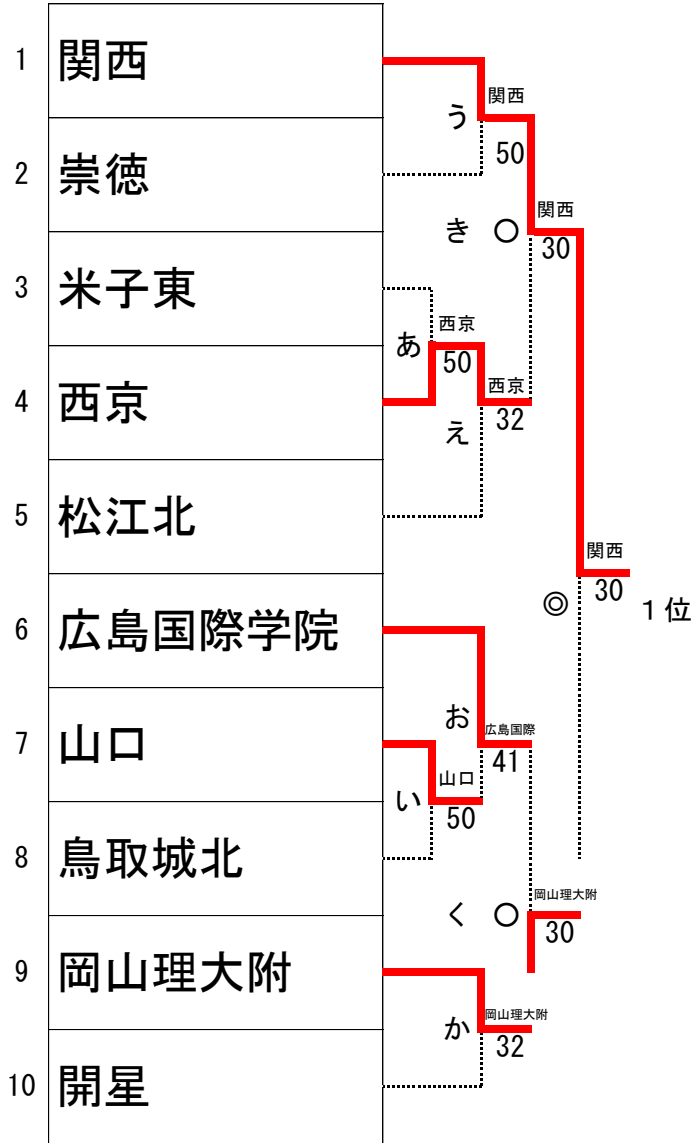 1 関西
関西
う
50
2 崇徳
き ○ 関西
30
3 米子東
西京
あ
50
4 西京
西京
32
え
5 松江北
関西
30
◎
1位
6 広島国際学院
お
広島国際
41
7 山口
山口
い
50
8 鳥取城北
岡山理大附
く ○
30
9 岡山理大附
岡山理大附
か
32
10 開星